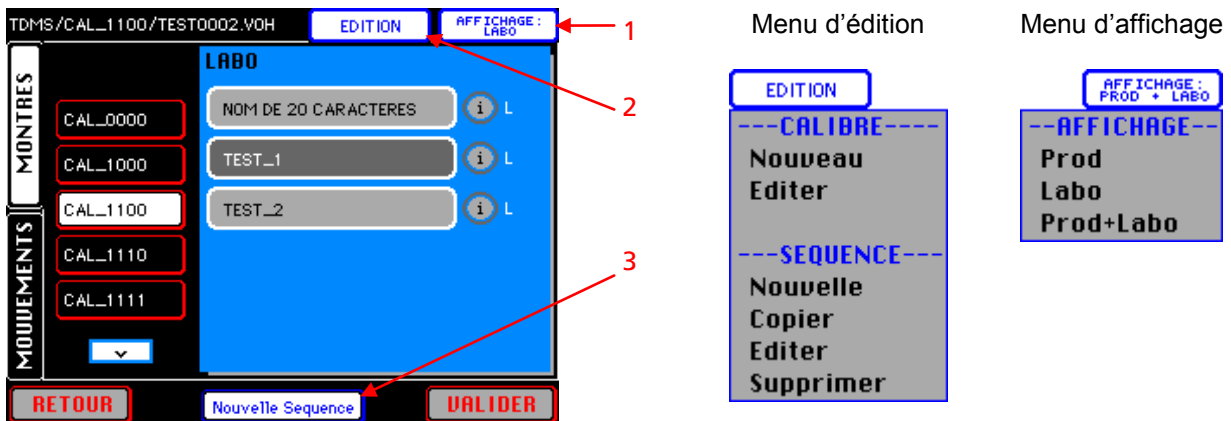 TDMS/CAL_1100/TEST0002.VOH
EDITION
AFFICHAGE:
LABO
1
2
3
MONTRES
MOUVEMENTS
CAL_0000
CAL_1000
CAL_1100
CAL_1110
CAL_1111
LABO
NOM DE 20 CARACTERES i L
TEST_1 i L
TEST_2 i L
RETOUR
Nouvelle Sequence
VALIDER
Menu d'édition
EDITION
---CALIBRE----
Nouveau
Editer
---SEQUENCE---
Nouvelle
Copier
Editer
Supprimer
Menu d'affichage
AFFICHAGE:
PROD + LABO
--AFFICHAGE--
Prod
Labo
Prod+Labo